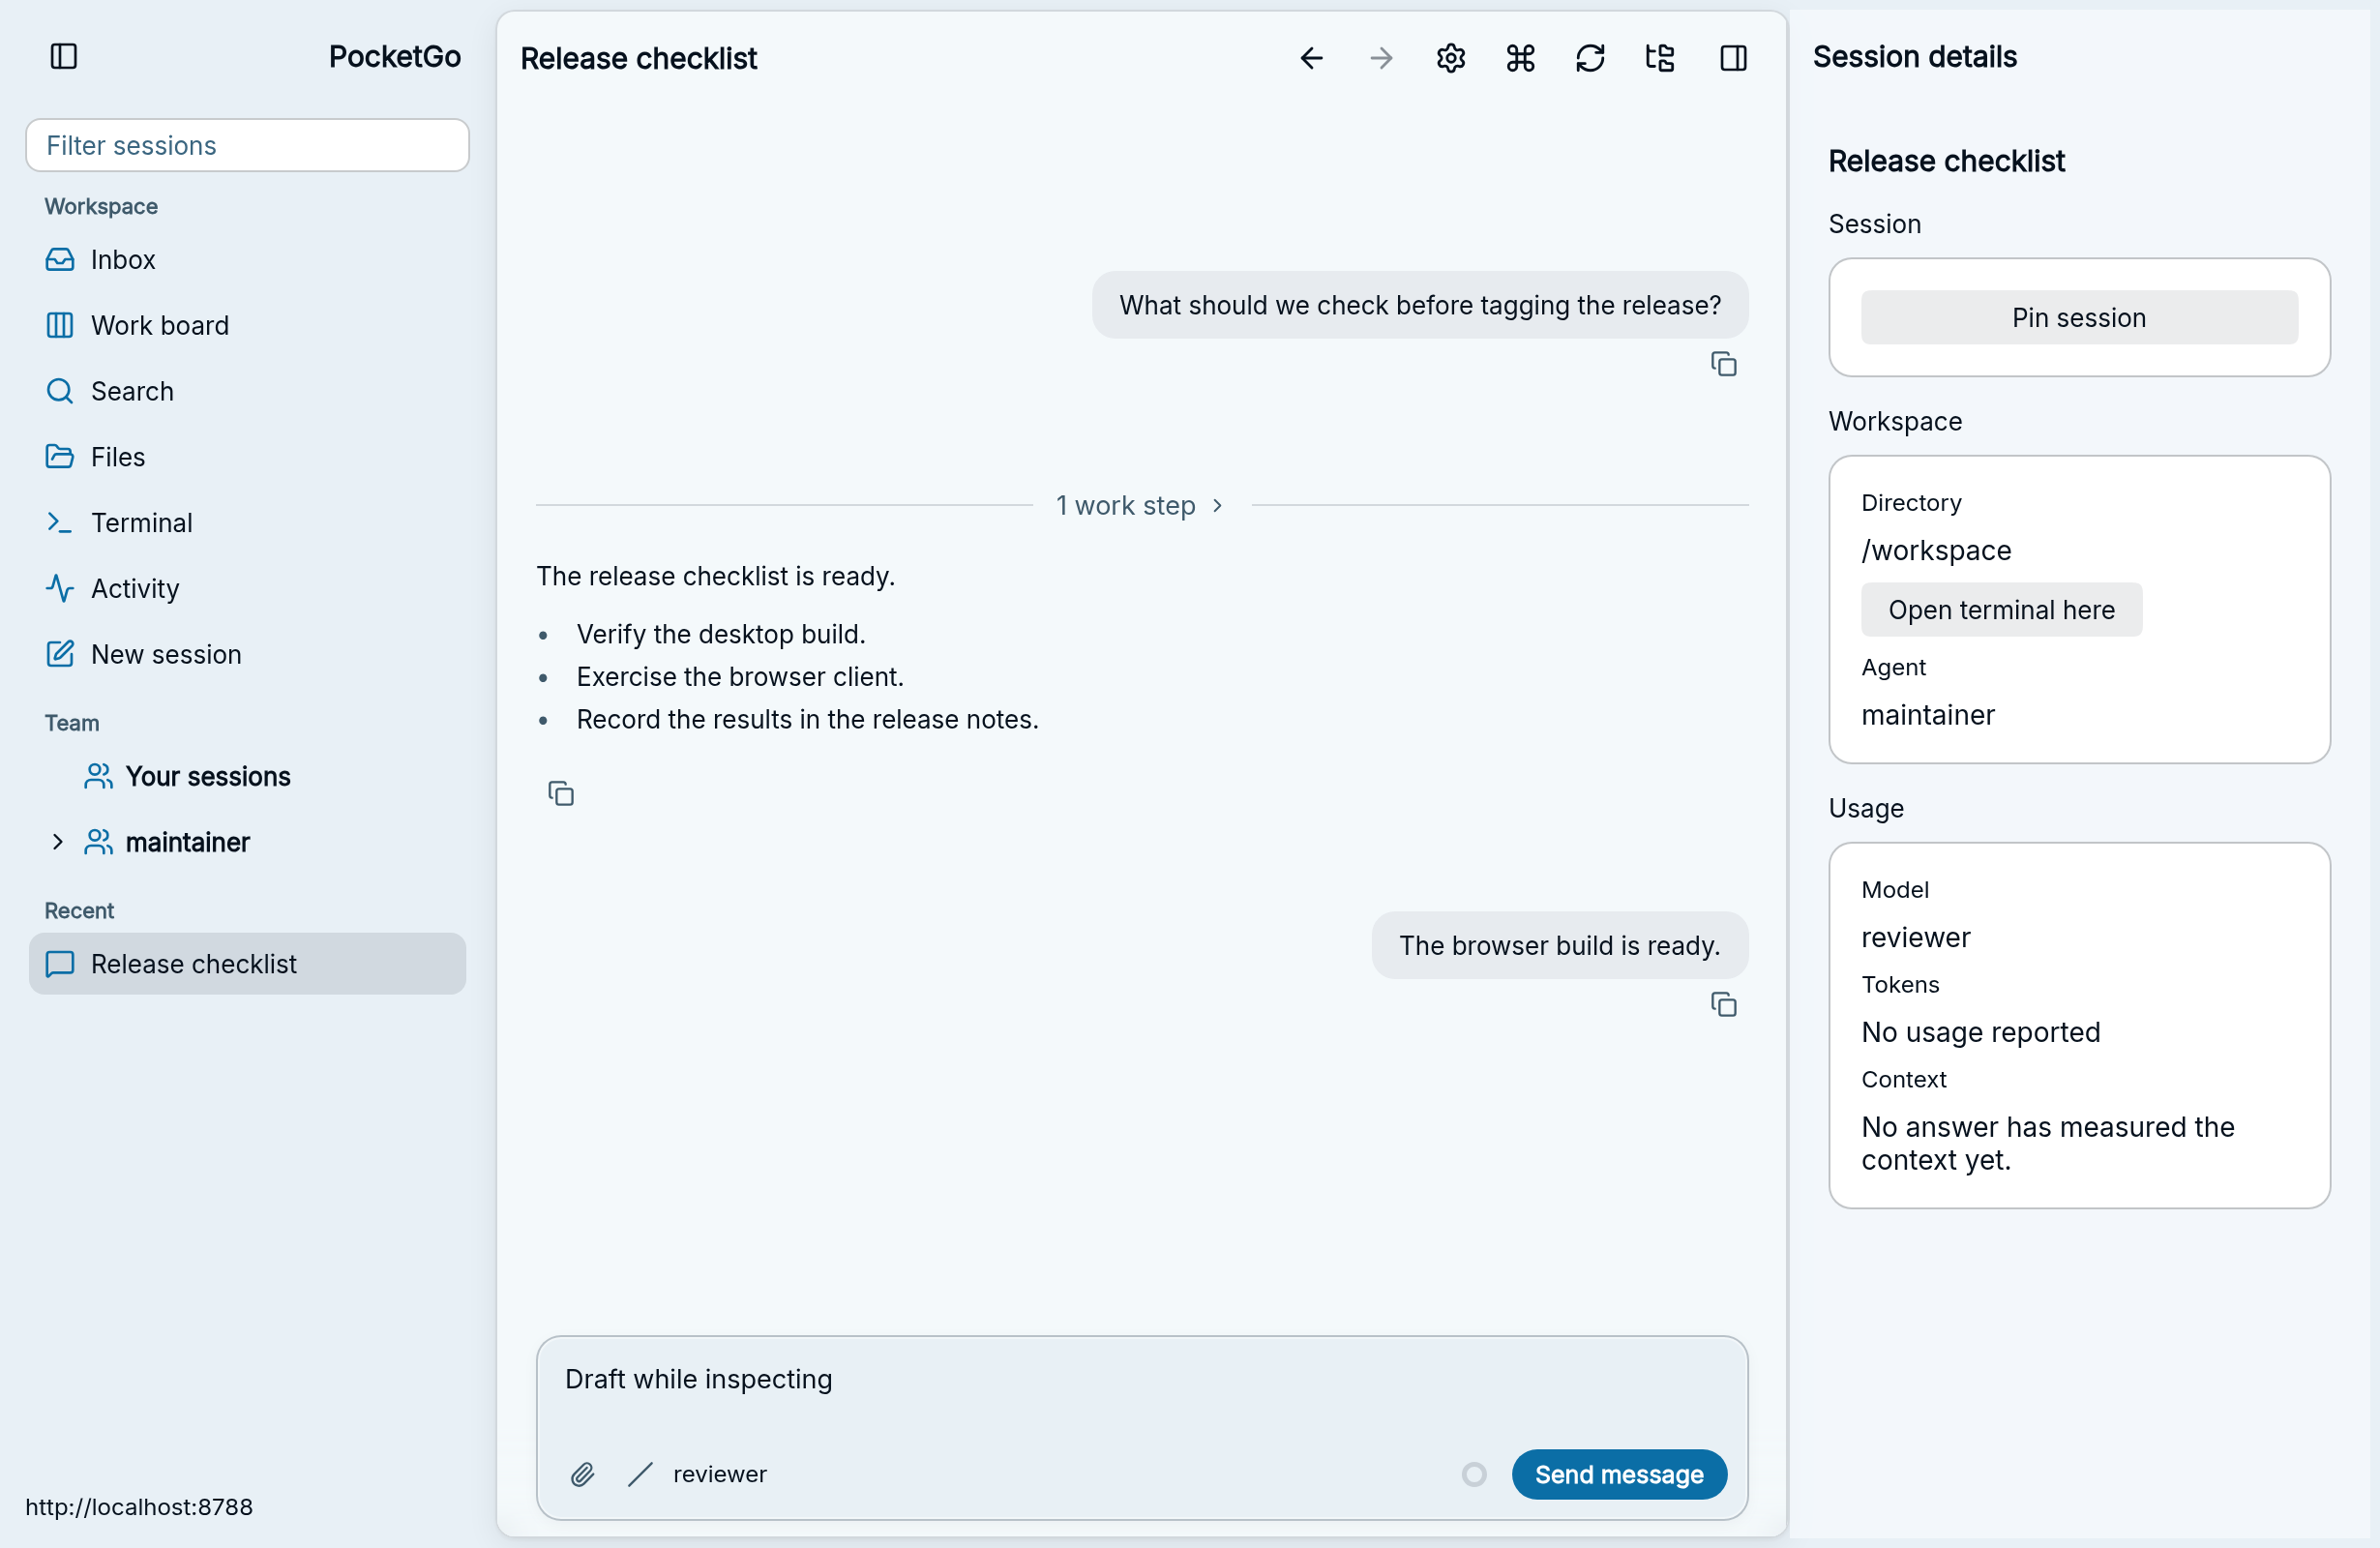 PocketGo
Filter sessions
Workspace
Inbox
Work board
Search
Files
Terminal
Activity
New session
Team
Your sessions
maintainer
Recent
Release checklist
http://localhost:8788
Release checklist
What should we check before tagging the release?
1 work step
The release checklist is ready.
• Verify the desktop build.
• Exercise the browser client.
• Record the results in the release notes.
The browser build is ready.
Draft while inspecting
reviewer
Send message
Session details
Release checklist
Session
Pin session
Workspace
Directory
/workspace
Open terminal here
Agent
maintainer
Usage
Model
reviewer
Tokens
No usage reported
Context
No answer has measured the
context yet.